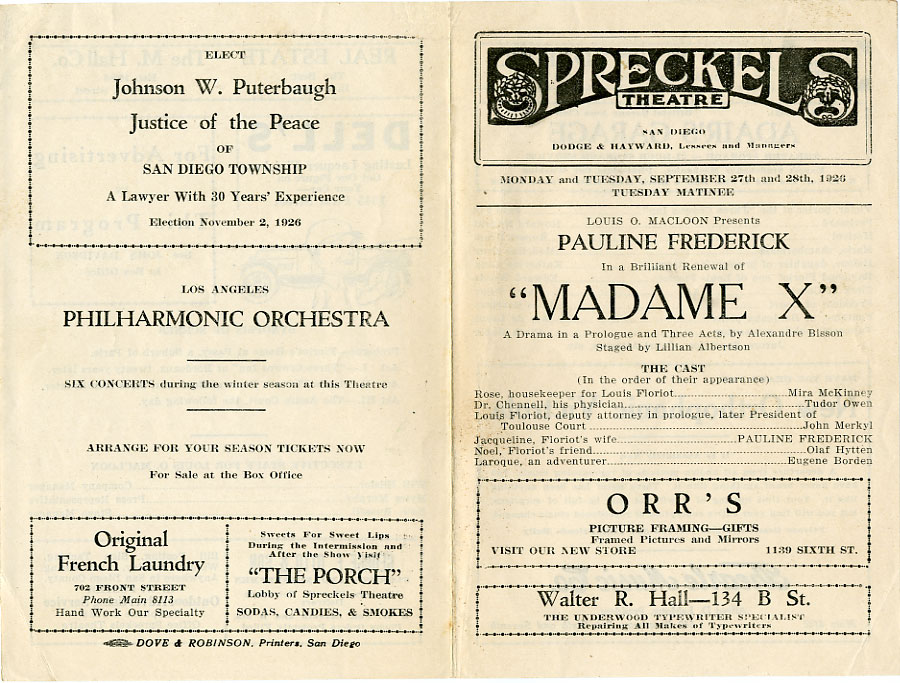 ELECT
Johnson W. Puterbaugh
Justice of the Peace
OF
SAN DIEGO TOWNSHIP
A Lawyer With 30 Years' Experience
Election November 2, 1926
LOS ANGELES
PHILHARMONIC ORCHESTRA
SIX CONCERTS during the winter season at this Theatre
ARRANGE FOR YOUR SEASON TICKETS NOW
For Sale at the Box Office
Original
French Laundry
702 FRONT STREET
Phone Main 8113
Hand Work Our Specialty
Sweets For Sweet Lips
During the Intermission and
After the Show Visit
"THE PORCH"
Lobby of Spreckels Theatre
SODAS, CANDIES, & SMOKES
DOVE & ROBINSON, Printers, San Diego
SPRECKELS
THEATRE
SAN DIEGO
DODGE & HAYWARD, Lessees and Managers
MONDAY and TUESDAY, SEPTEMBER 27th and 28th, 1926
TUESDAY MATINEE
LOUIS O. MACLOON Presents
PAULINE FREDERICK
In a Brilliant Renewal of
"MADAME X"
A Drama in a Prologue and Three Acts, by Alexandre Bisson
Staged by Lillian Albertson
THE CAST
(In the order of their appearance)
Rose, housekeeper for Louis Floriot........Mira McKinney
Dr. Chennell, his physician........Tudor Owen
Louis Floriot, deputy attorney in prologue, later President of
Toulouse Court........John Merkyl
Jacqueline, Floriot's wife........PAULINE FREDERICK
Noel, Floriot's friend........Olaf Hytten
Laroque, an adventurer........Eugene Borden
ORR'S
PICTURE FRAMING—GIFTS
Framed Pictures and Mirrors
VISIT OUR NEW STORE 1139 SIXTH ST.
Walter R. Hall—134 B St.
THE UNDERWOOD TYPEWRITER SPECIALIST
Repairing All Makes of Typewriters